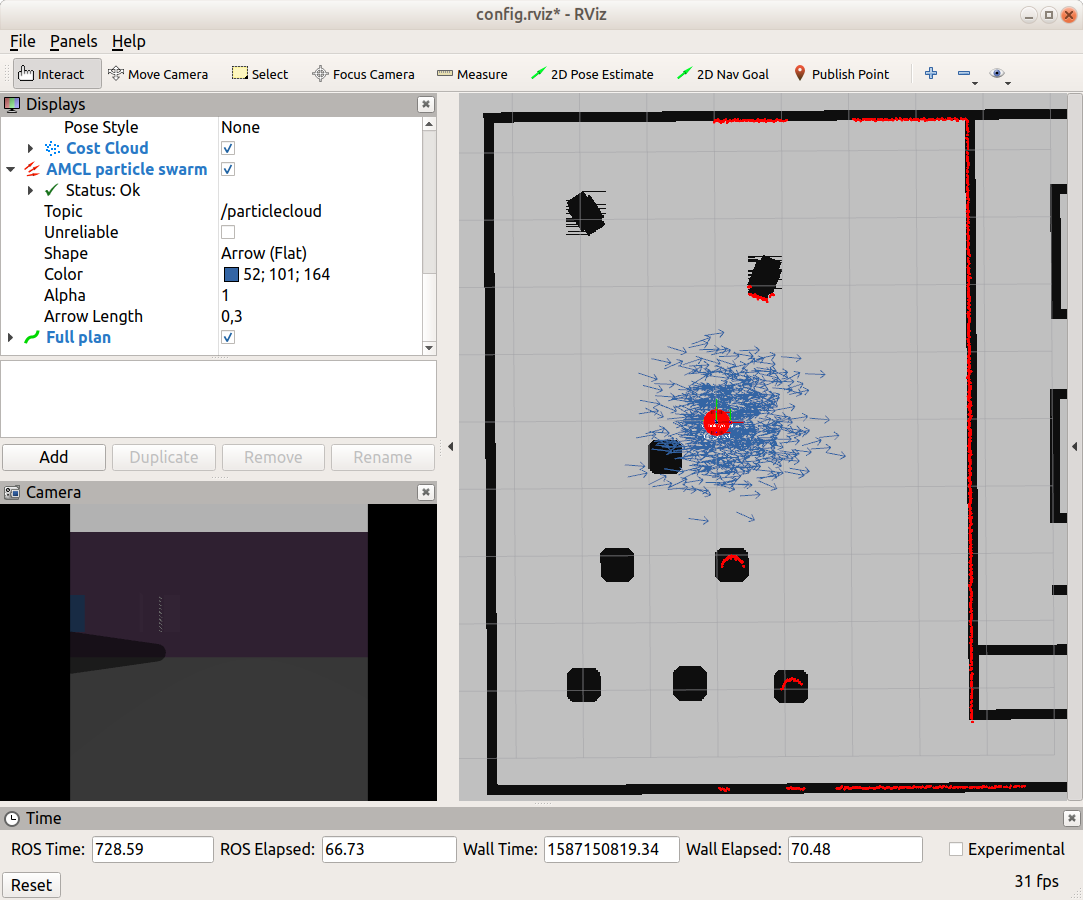 config.rviz* - RViz
File Panels Help
Interact Move Camera Select Focus Camera Measure 2D Pose Estimate 2D Nav Goal Publish Point
Displays
Pose Style None
Cost Cloud
AMCL particle swarm
Status: Ok
Topic /particlecloud
Unreliable
Shape Arrow (Flat)
Color 52; 101; 164
Alpha 1
Arrow Length 0,3
Full plan
Add Duplicate Remove Rename
Camera
Time
ROS Time: 728.59 ROS Elapsed: 66.73 Wall Time: 1587150819.34 Wall Elapsed: 70.48 Experimental
Reset 31 fps